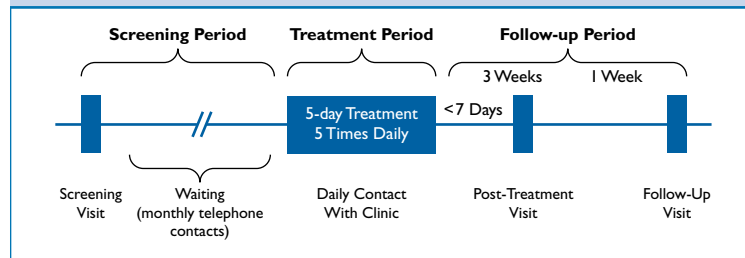 Screening Period Treatment Period Follow-up Period
3 Weeks 1 Week
5-day Treatment
5 Times Daily
<7 Days
Screening
Visit
Waiting
(monthly telephone
contacts)
Daily Contact
With Clinic
Post-Treatment
Visit
Follow-Up
Visit